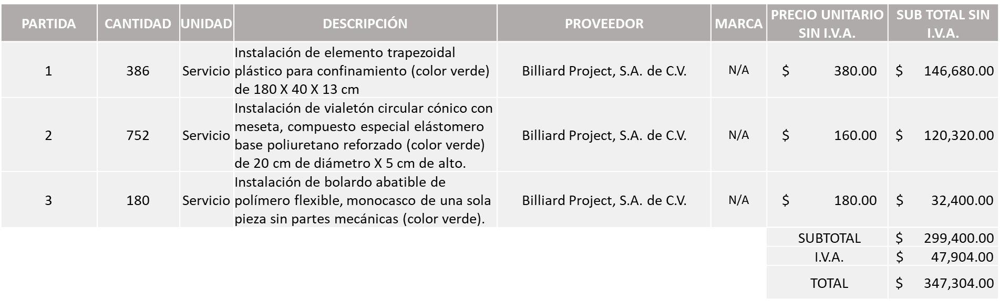 PARTIDA CANTIDAD UNIDAD DESCRIPCIÓN PROVEEDOR MARCA PRECIO UNITARIO SIN I.V.A. SUB TOTAL SIN I.V.A.
1 386 Servicio Instalación de elemento trapezoidal
plástico para confinamiento (color verde)
de 180 X 40 X 13 cm
Billiard Project, S.A. de C.V. N/A $ 380.00 $ 146,680.00
2 752 Servicio Instalación de vialetón circular cónico con
meseta, compuesto especial elástomero
base poliuretano reforzado (color verde)
de 20 cm de diámetro X 5 cm de alto.
Billiard Project, S.A. de C.V. N/A $ 160.00 $ 120,320.00
3 180 Servicio Instalación de bolardo abatible de
polímero flexible, monocasco de una sola
pieza sin partes mecánicas (color verde).
Billiard Project, S.A. de C.V. N/A $ 180.00 $ 32,400.00
SUBTOTAL $ 299,400.00
I.V.A. $ 47,904.00
TOTAL $ 347,304.00